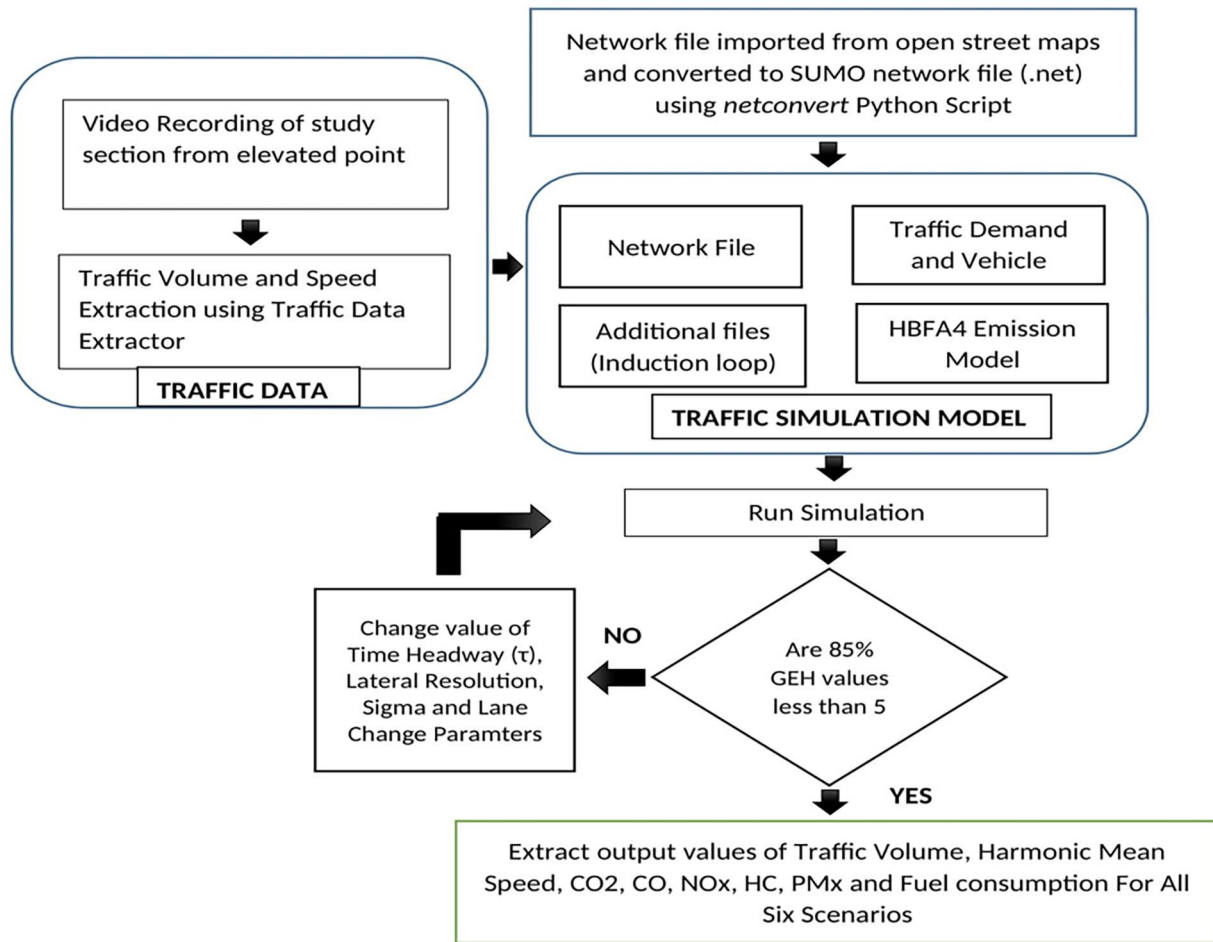 Video Recording of study
section from elevated point
Traffic Volume and Speed
Extraction using Traffic Data
Extractor
TRAFFIC DATA
Network file imported from open street maps
and converted to SUMO network file (.net)
using netconvert Python Script
Network File
Traffic Demand
and Vehicle
Additional files
(Induction loop)
HBFA4 Emission
Model
TRAFFIC SIMULATION MODEL
Run Simulation
Are 85%
GEH values
less than 5
NO
Change value of
Time Headway (τ),
Lateral Resolution,
Sigma and Lane
Change Paramters
YES
Extract output values of Traffic Volume, Harmonic Mean
Speed, CO2, CO, NOx, HC, PMx and Fuel consumption For All
Six Scenarios